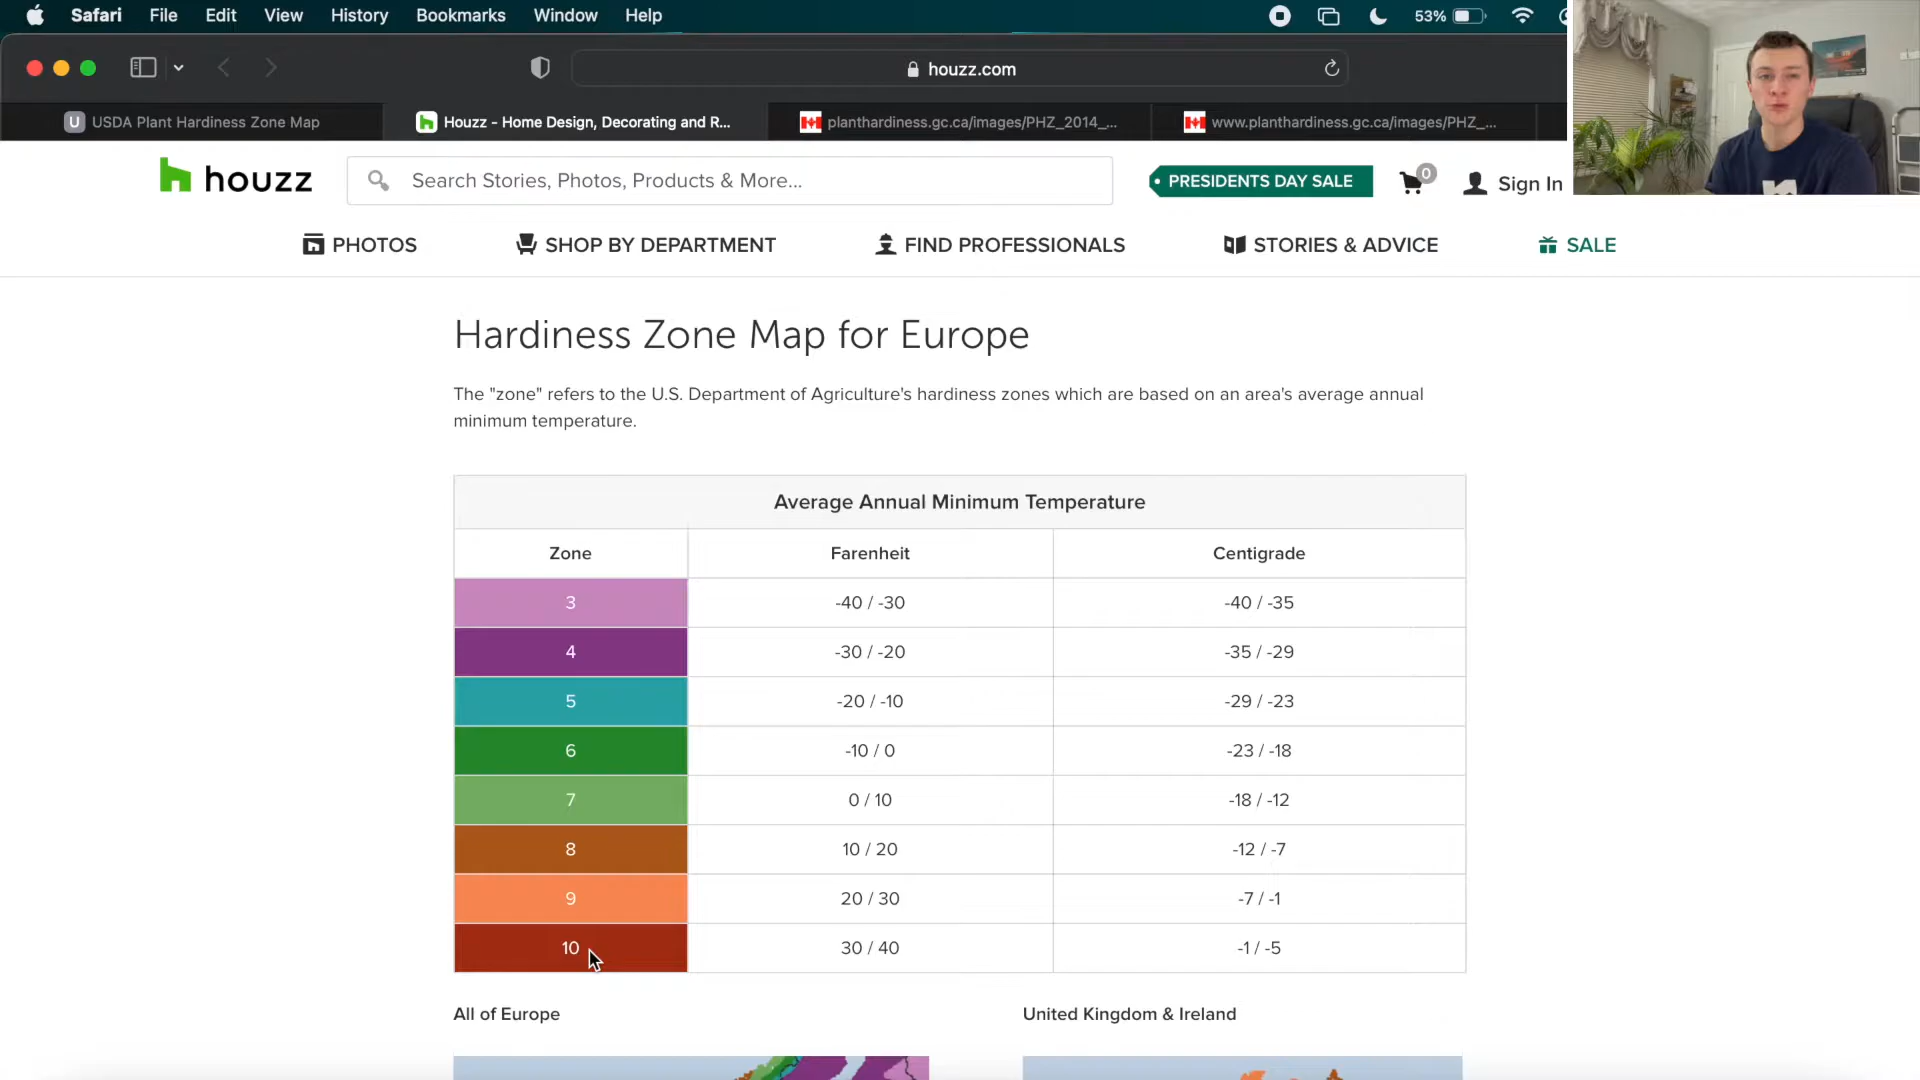 Safari File Edit View History Bookmarks Window Help 53%
houzz.com
U USDA Plant Hardiness Zone Map
Houzz - Home Design, Decorating and R...
planthardiness.gc.ca/images/PHZ_2014_...
www.planthardiness.gc.ca/images/PHZ_...
houzz
Search Stories, Photos, Products & More...
PRESIDENTS DAY SALE
0
Sign In
PHOTOS SHOP BY DEPARTMENT FIND PROFESSIONALS STORIES & ADVICE SALE
Hardiness Zone Map for Europe
The "zone" refers to the U.S. Department of Agriculture's hardiness zones which are based on an area's average annual
minimum temperature.
Average Annual Minimum Temperature
Zone Farenheit Centigrade
3 -40 / -30 -40 / -35
4 -30 / -20 -35 / -29
5 -20 / -10 -29 / -23
6 -10 / 0 -23 / -18
7 0 / 10 -18 / -12
8 10 / 20 -12 / -7
9 20 / 30 -7 / -1
10 30 / 40 -1 / -5
All of Europe United Kingdom & Ireland